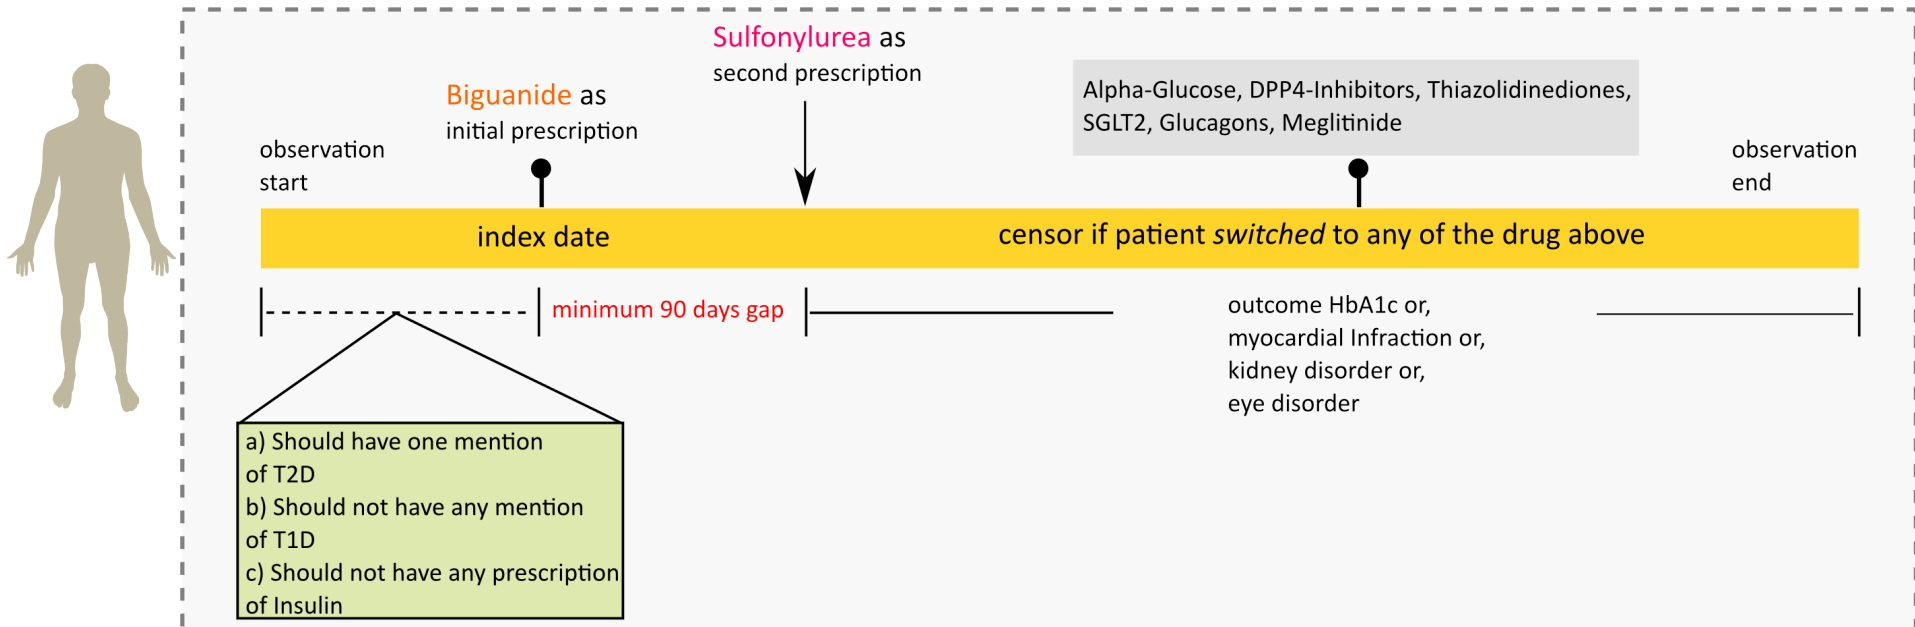 Sulfonylurea as
second prescription
Biguanide as
initial prescription
Alpha-Glucose, DPP4-Inhibitors, Thiazolidinediones,
SGLT2, Glucagons, Meglitinide
observation
start
observation
end
index date
censor if patient switched to any of the drug above
minimum 90 days gap
outcome HbA1c or,
myocardial Infraction or,
kidney disorder or,
eye disorder
a) Should have one mention
of T2D
b) Should not have any mention
of T1D
c) Should not have any prescription
of Insulin